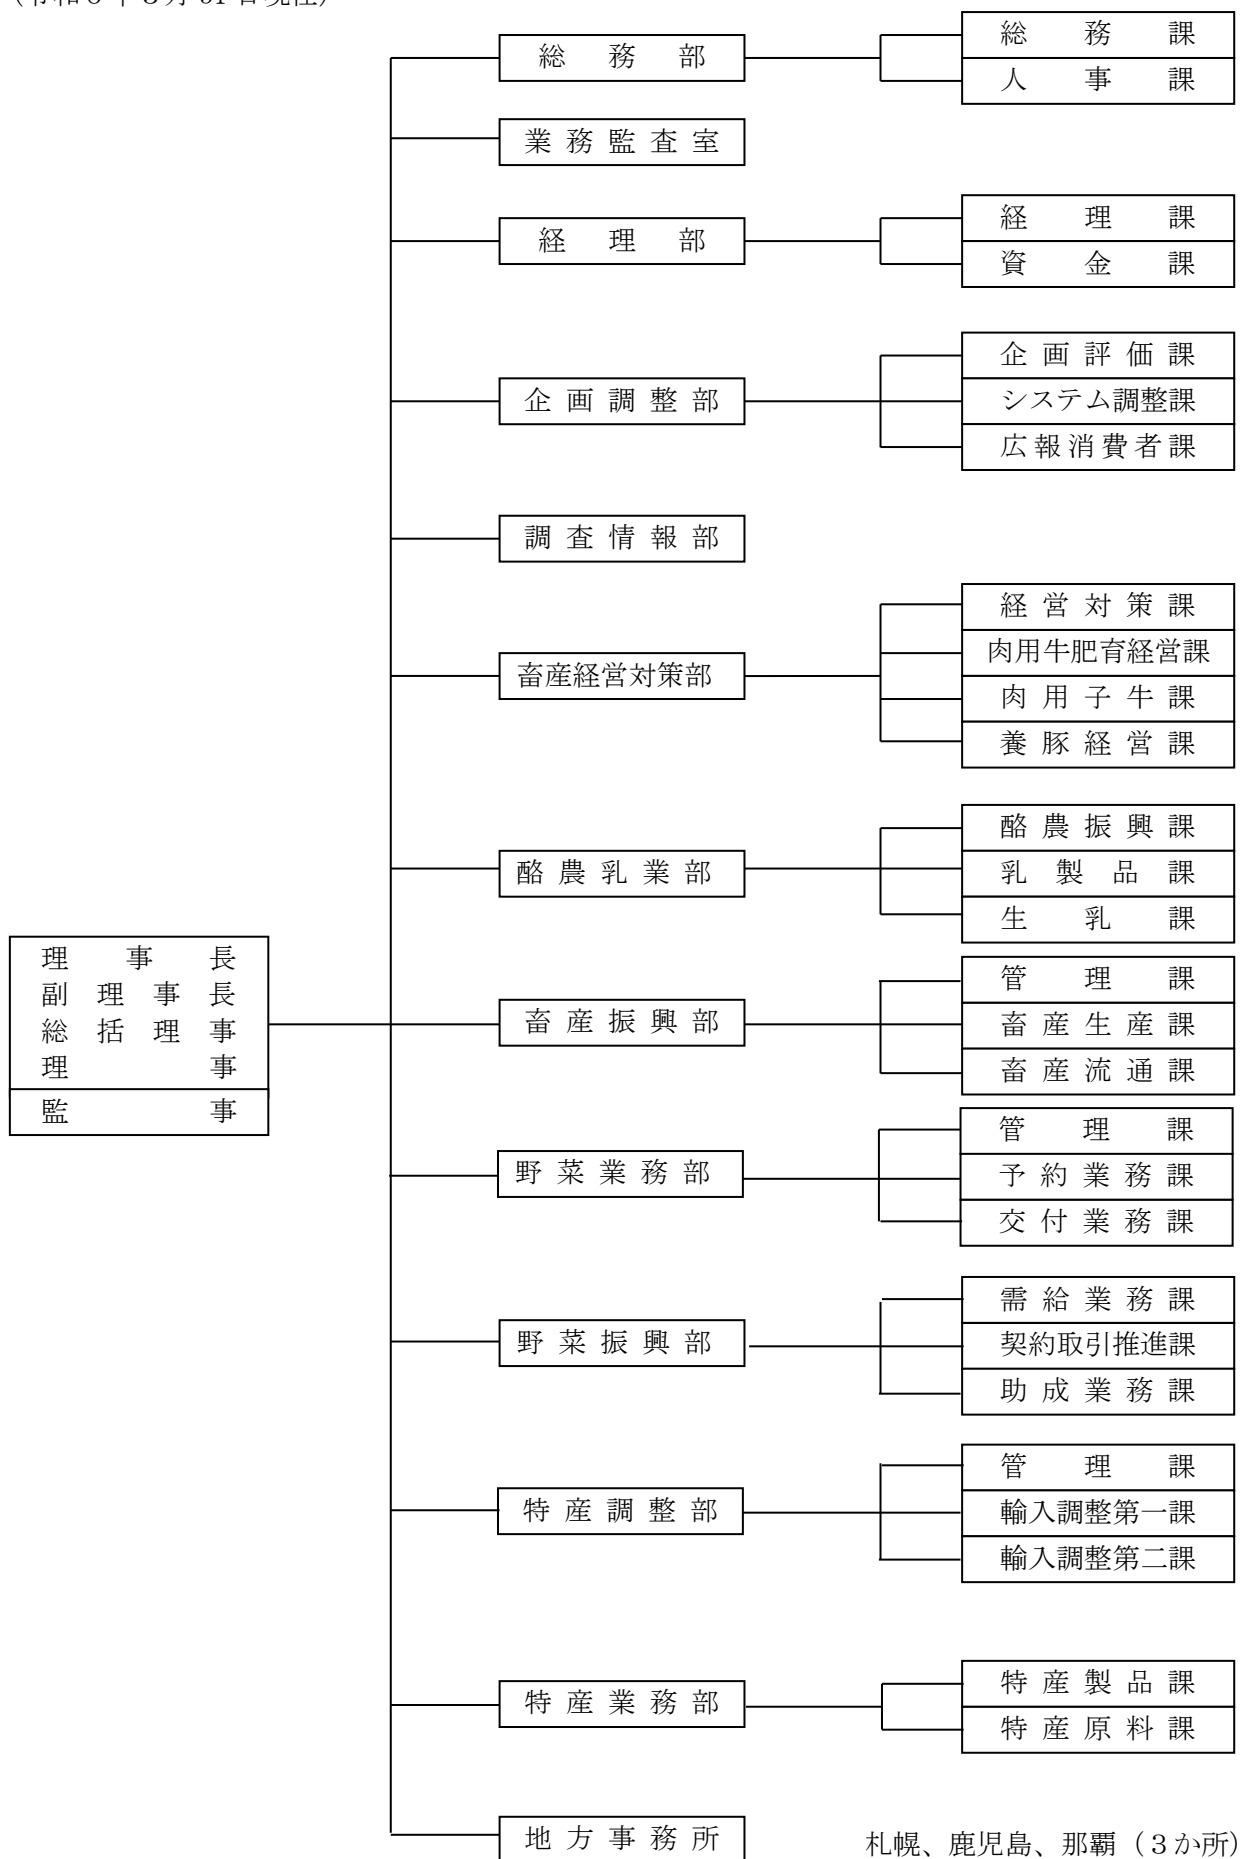 総務部
総務課
人事課
業務監査室
経理部
経理課
資金課
企画調整部
企画評価課
システム調整課
広報消費者課
調査情報部
畜産経営対策部
経営対策課
肉用牛肥育経営課
肉用子牛課
養豚経営課
酪農乳業部
酪農振興課
乳製品課
生乳課
理事長
副理事長
総括理事
理事
監事
畜産振興部
管理課
畜産生産課
畜産流通課
野菜業務部
管理課
予約業務課
交付業務課
野菜振興部
需給業務課
契約取引推進課
助成業務課
特産調整部
管理課
輸入調整第一課
輸入調整第二課
特産業務部
特産製品課
特産原料課
地方事務所
札幌、鹿児島、那覇（３か所）